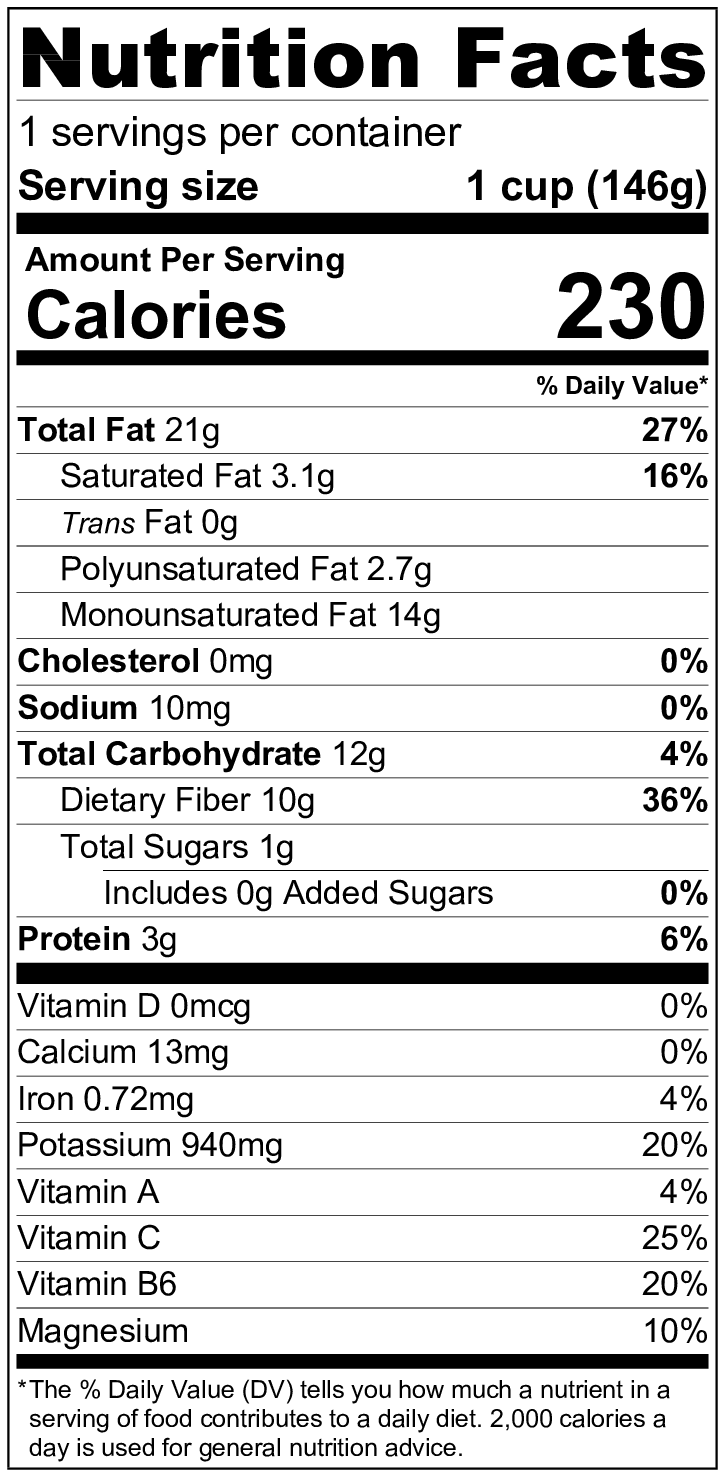 Nutrition Facts
1 servings per container
Serving size 1 cup (146g)
Amount Per Serving
Calories 230
% Daily Value*
Total Fat 21g 27%
Saturated Fat 3.1g 16%
Trans Fat 0g
Polyunsaturated Fat 2.7g
Monounsaturated Fat 14g
Cholesterol 0mg 0%
Sodium 10mg 0%
Total Carbohydrate 12g 4%
Dietary Fiber 10g 36%
Total Sugars 1g
Includes 0g Added Sugars 0%
Protein 3g 6%
Vitamin D 0mcg 0%
Calcium 13mg 0%
Iron 0.72mg 4%
Potassium 940mg 20%
Vitamin A 4%
Vitamin C 25%
Vitamin B6 20%
Magnesium 10%
*The % Daily Value (DV) tells you how much a nutrient in a
serving of food contributes to a daily diet. 2,000 calories a
day is used for general nutrition advice.